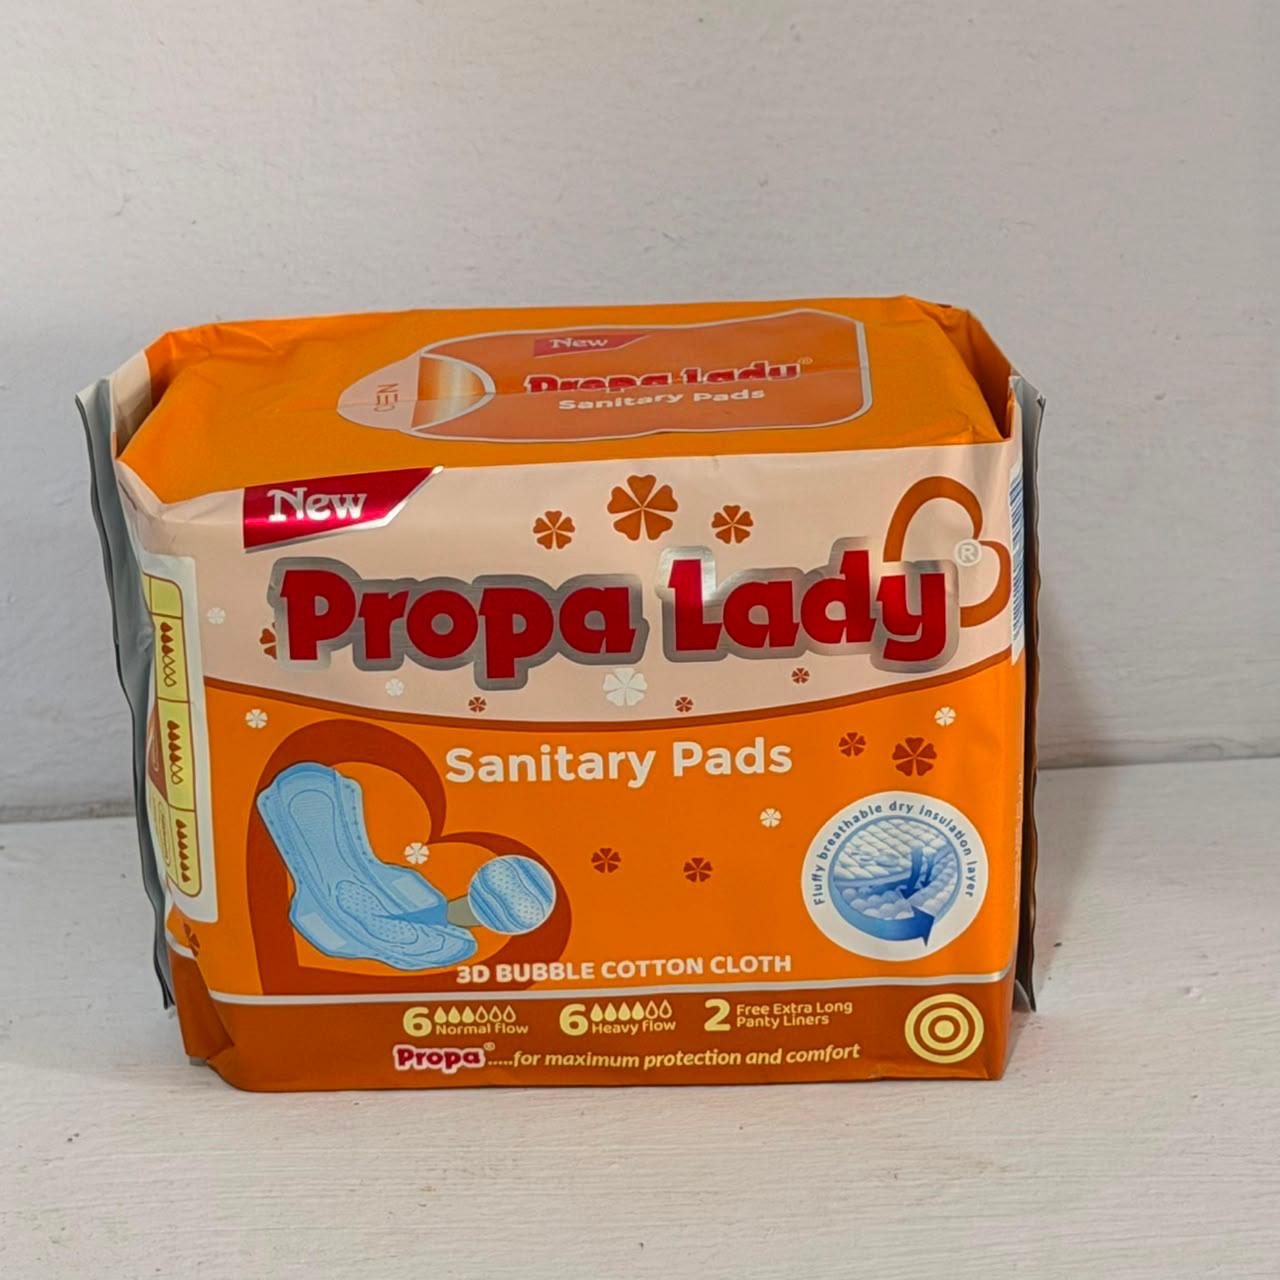 New
Propa Lady®
Sanitary Pads
OPEN
New
Propa Lady®
Sanitary Pads
Fluffy breathable dry insulation layer
3D BUBBLE COTTON CLOTH
6 Normal flow
6 Heavy flow
2 Free Extra Long
Panty Liners
Propa®.....for maximum protection and comfort